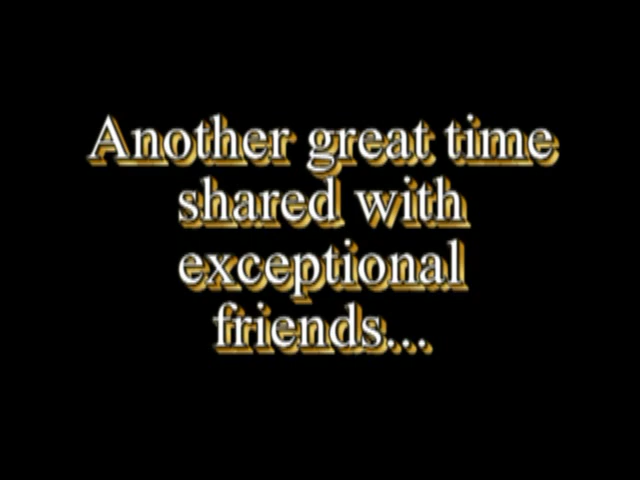 Another great time
shared with
exceptional
friends...